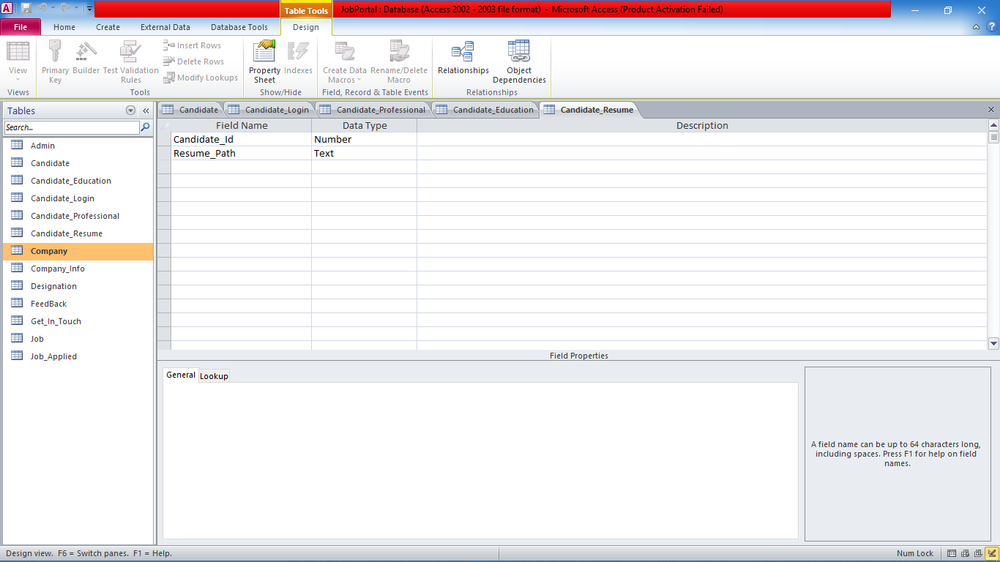 Table Tools
JobPortal : Database (Access 2002 - 2003 file format) - Microsoft Access (Product Activation Failed)
File Home Create External Data Database Tools Design
View
Primary Key
Builder
Test Validation Rules
Insert Rows
Delete Rows
Modify Lookups
Property Sheet
Indexes
Create Data Macros
Rename/Delete Macro
Relationships
Object Dependencies
Views Tools Show/Hide Field, Record & Table Events Relationships
Tables
Search...
Admin
Candidate
Candidate_Education
Candidate_Login
Candidate_Professional
Candidate_Resume
Company
Company_Info
Designation
FeedBack
Get_In_Touch
Job
Job_Applied
Candidate Candidate_Login Candidate_Professional Candidate_Education Candidate_Resume
Field Name Data Type Description
Candidate_Id Number
Resume_Path Text
Field Properties
General Lookup
A field name can be up to 64 characters long,
including spaces. Press F1 for help on field
names.
Design view. F6 = Switch panes. F1 = Help.
Num Lock